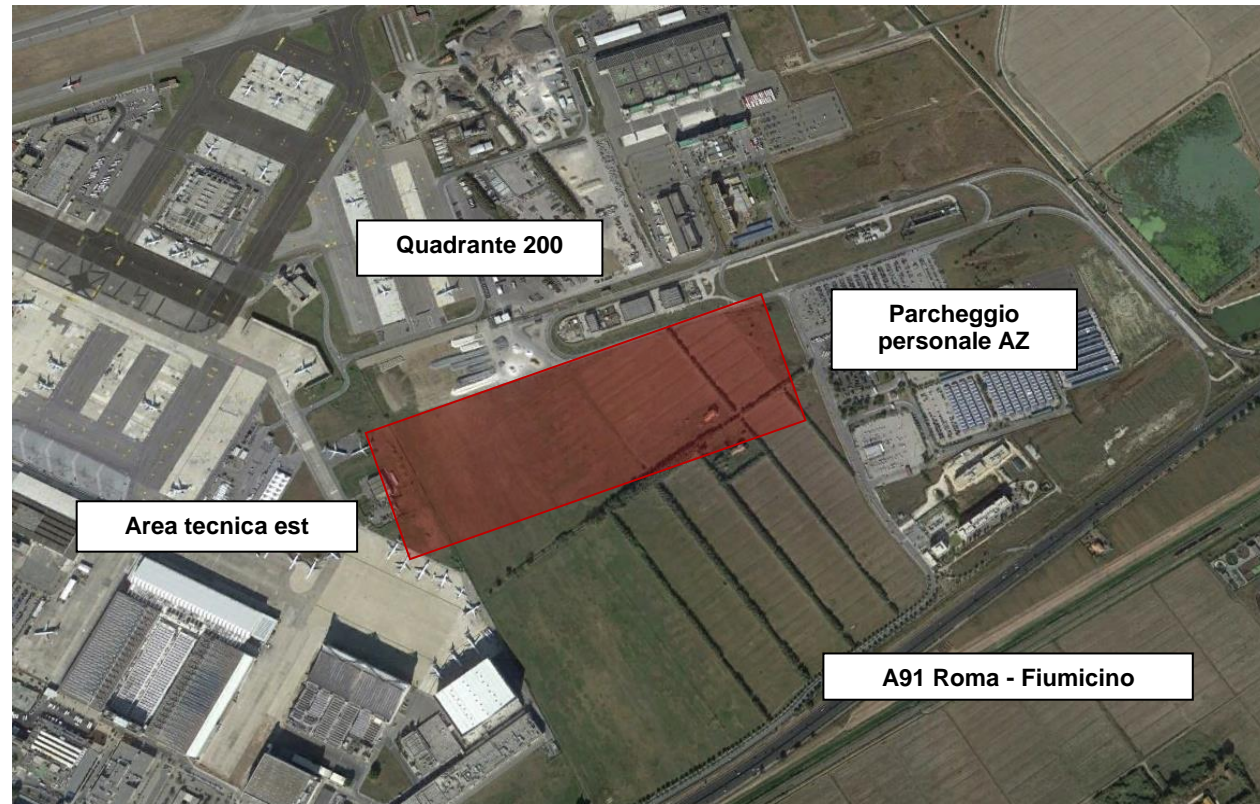 Quadrante 200
Parcheggio
personale AZ
Area tecnica est
A91 Roma - Fiumicino